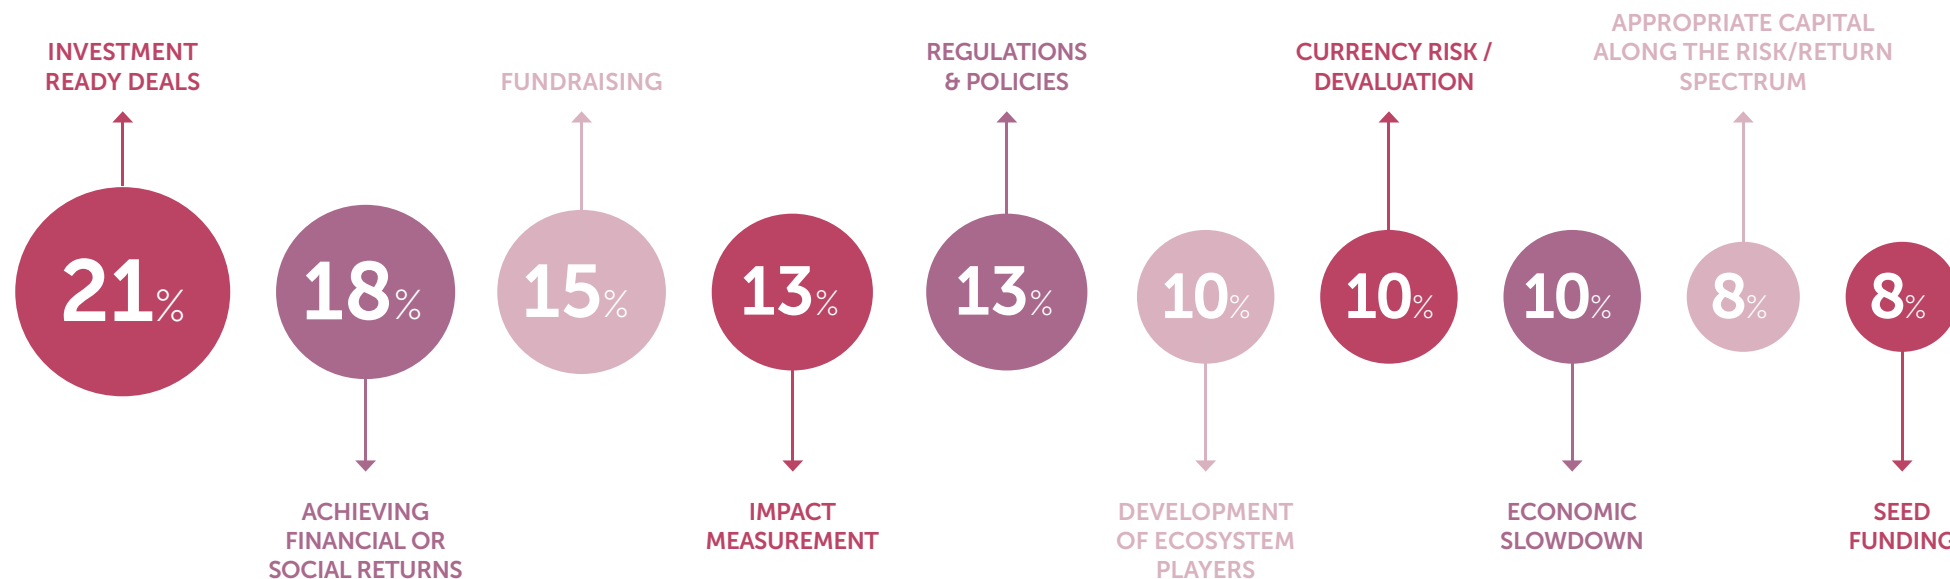 INVESTMENT
READY DEALS
21%
18%
ACHIEVING
FINANCIAL OR
SOCIAL RETURNS
FUNDRAISING
15%
13%
IMPACT
MEASUREMENT
REGULATIONS
& POLICIES
13%
10%
DEVELOPMENT
OF ECOSYSTEM
PLAYERS
CURRENCY RISK /
DEVALUATION
10%
10%
ECONOMIC
SLOWDOWN
APPROPRIATE CAPITAL
ALONG THE RISK/RETURN
SPECTRUM
8%
8%
SEED
FUNDING